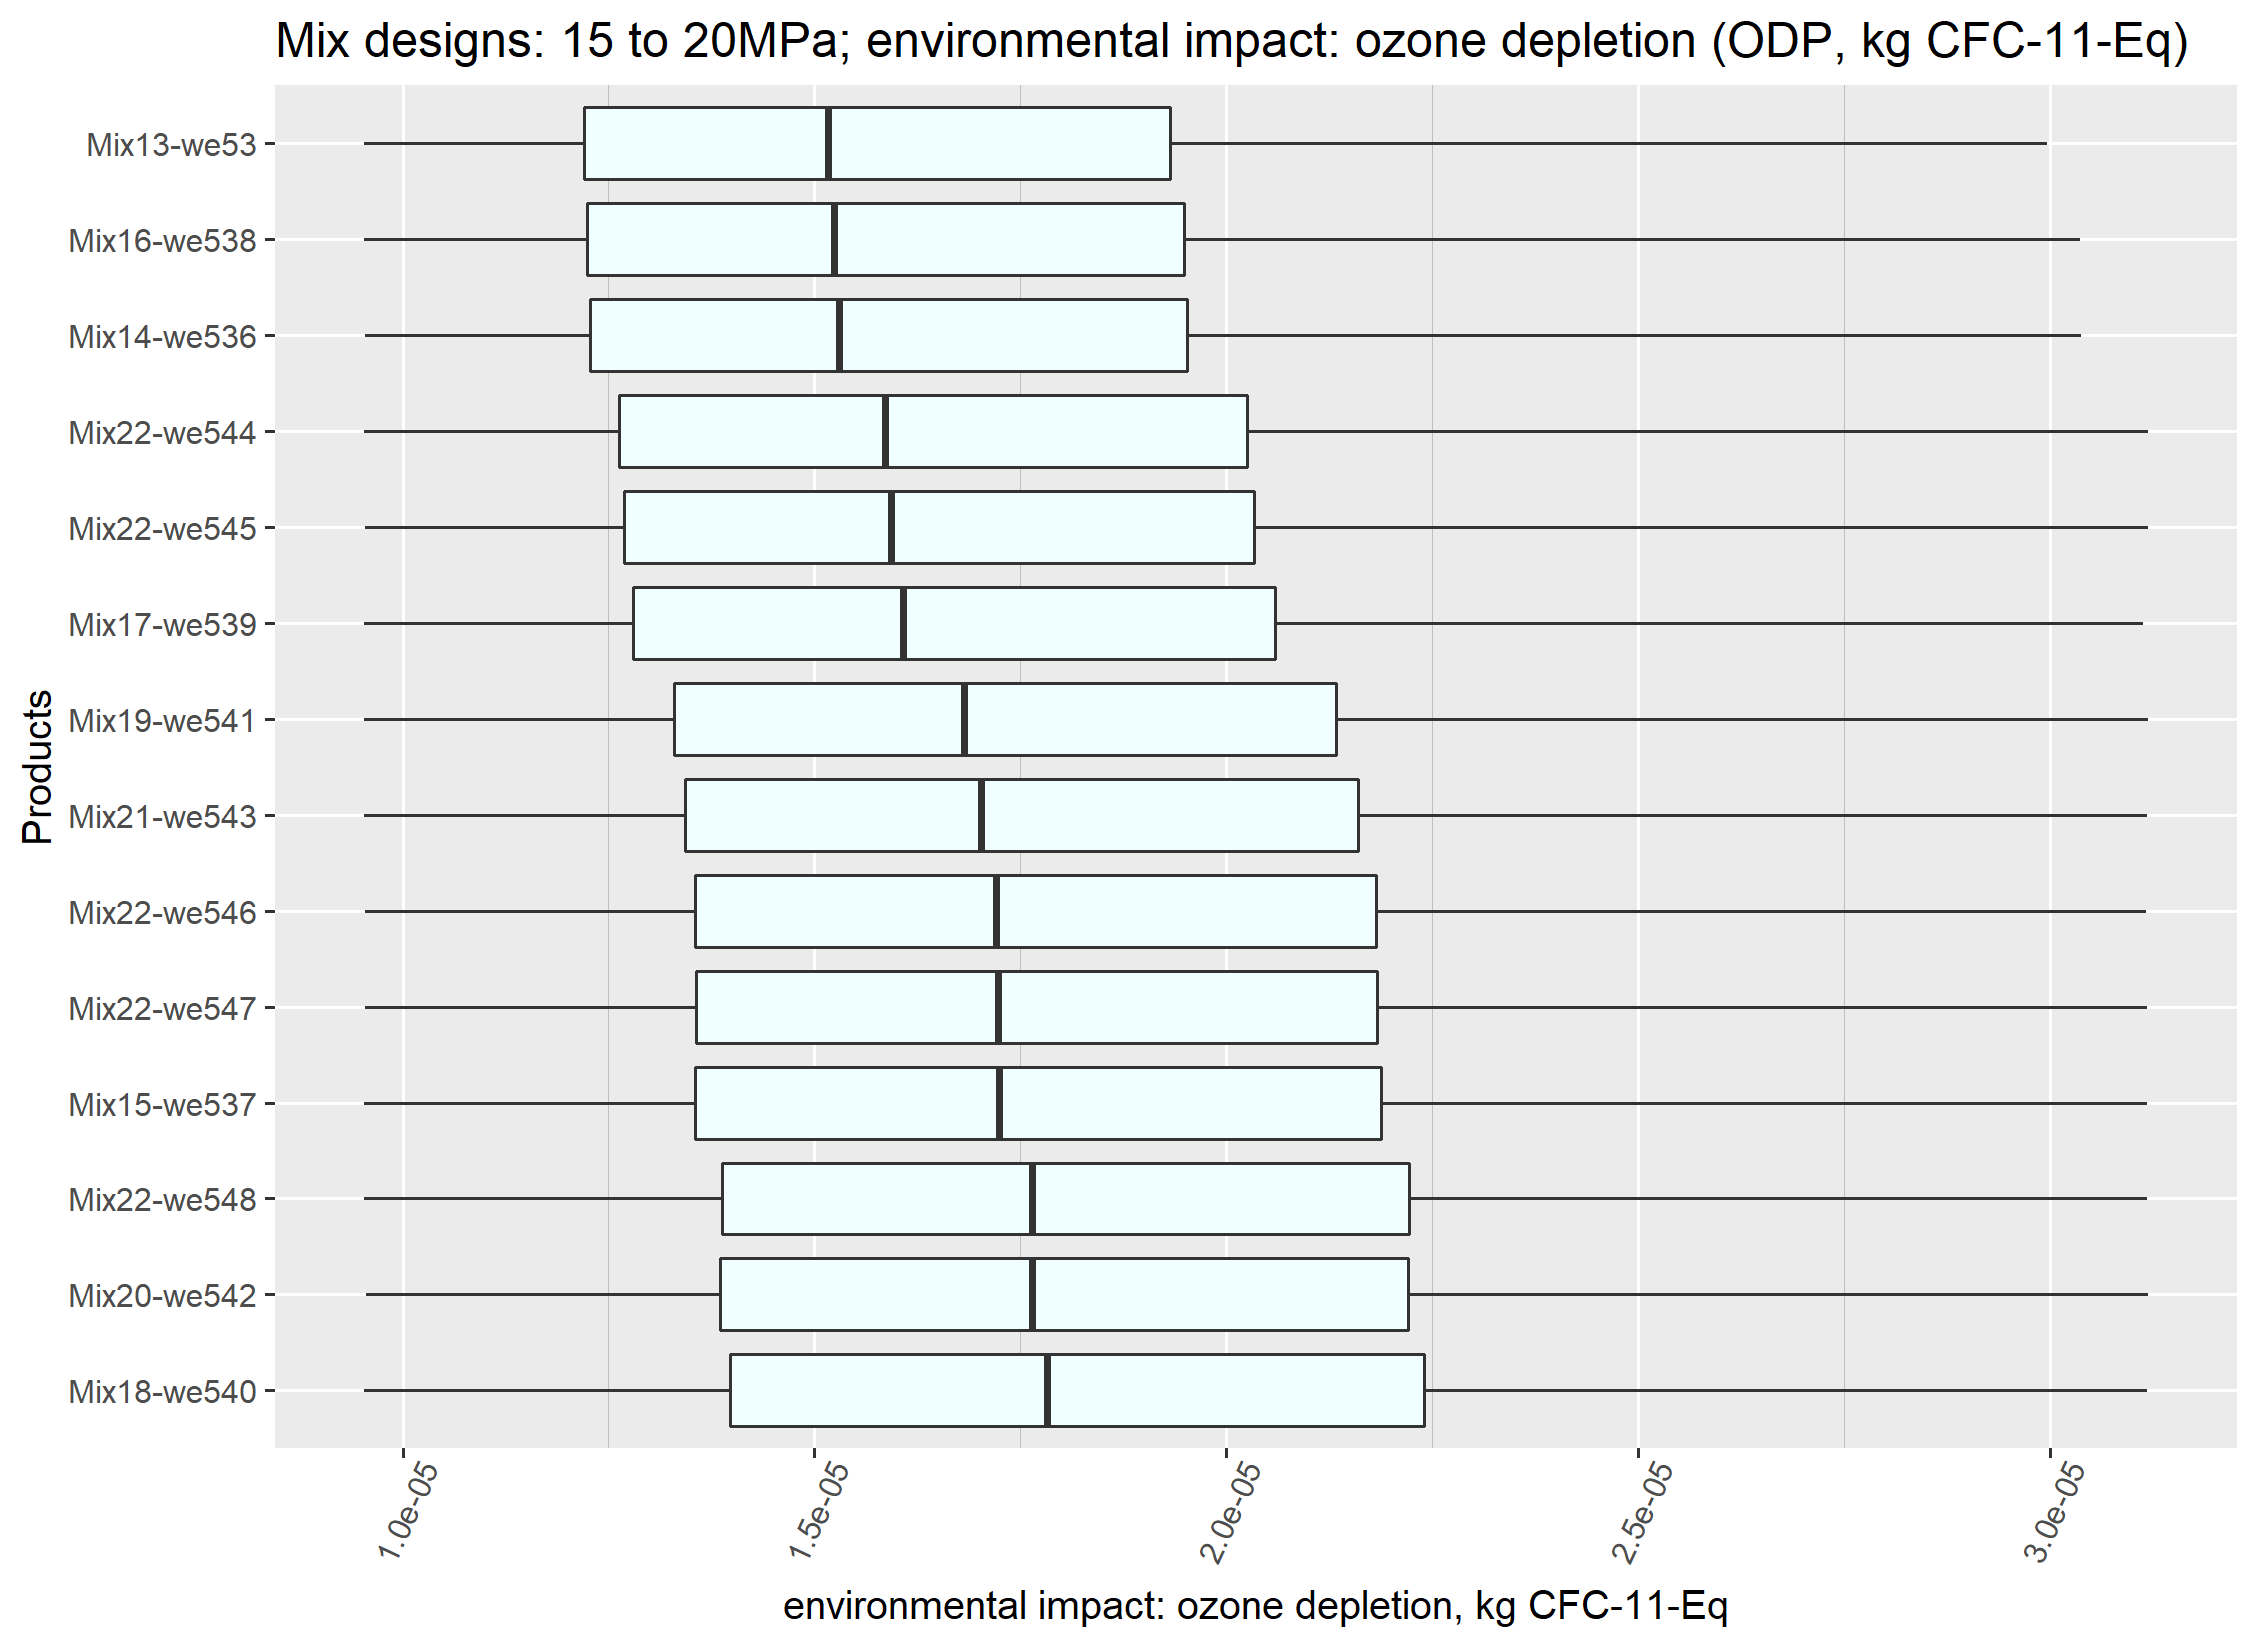 Mix designs: 15 to 20MPa; environmental impact: ozone depletion (ODP, kg CFC-11-Eq)
Products
Mix13-we53
Mix16-we538
Mix14-we536
Mix22-we544
Mix22-we545
Mix17-we539
Mix19-we541
Mix21-we543
Mix22-we546
Mix22-we547
Mix15-we537
Mix22-we548
Mix20-we542
Mix18-we540
1.0e-05
1.5e-05
2.0e-05
2.5e-05
3.0e-05
environmental impact: ozone depletion, kg CFC-11-Eq